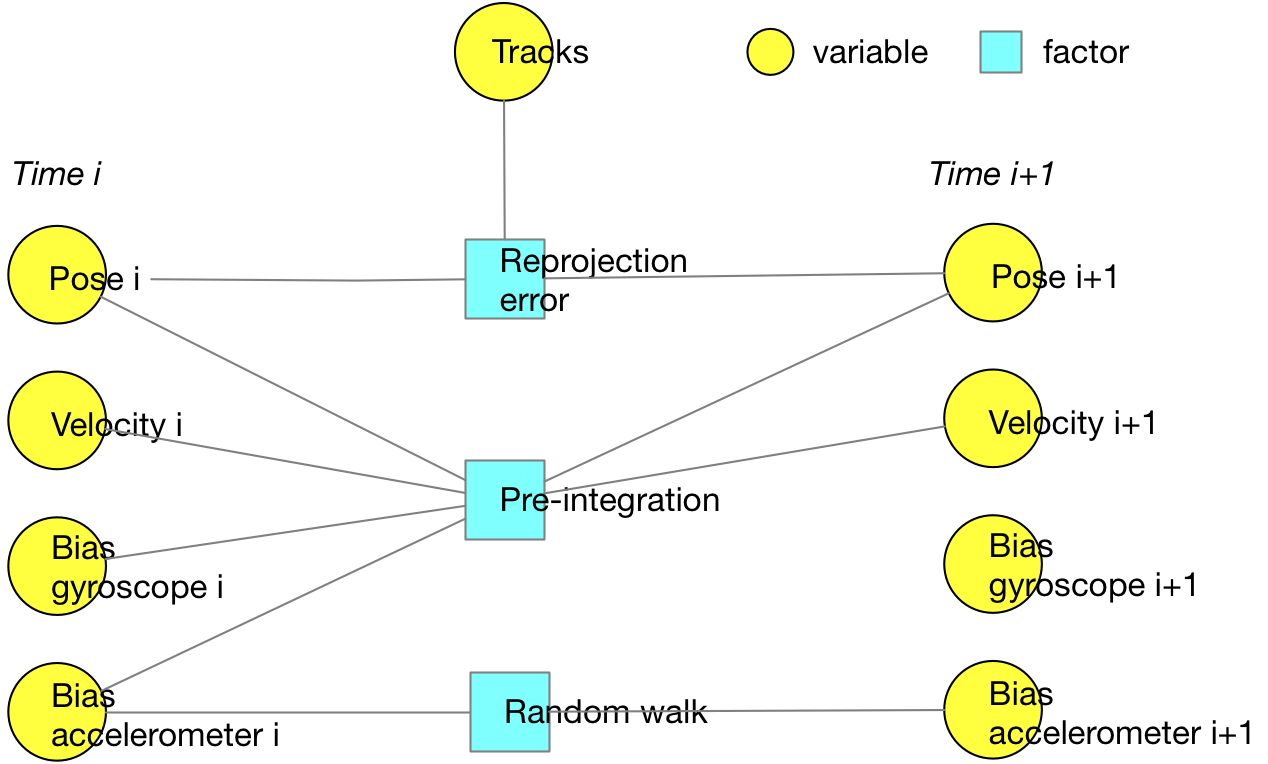 Tracks
variable
factor
Time i
Time i+1
Pose i
Reprojection
error
Pose i+1
Velocity i
Velocity i+1
Pre-integration
Bias
gyroscope i
Bias
gyroscope i+1
Bias
accelerometer i
Random walk
Bias
accelerometer i+1